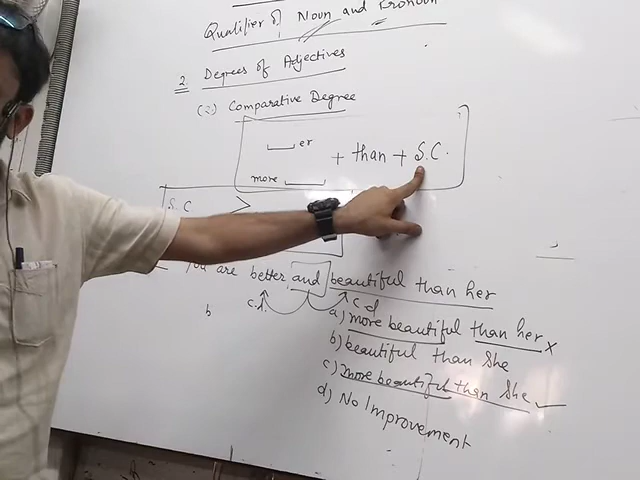 Qualifier of Noun and Pronoun
2. Degrees of Adjectives
Comparative Degree
er
+ than + S.C.
more
S.C >
You are better and beautiful than her
c.d. c d
b
a) more beautiful than her x
b) beautiful than she
c) more beautiful than she ✓
d) No Improvement